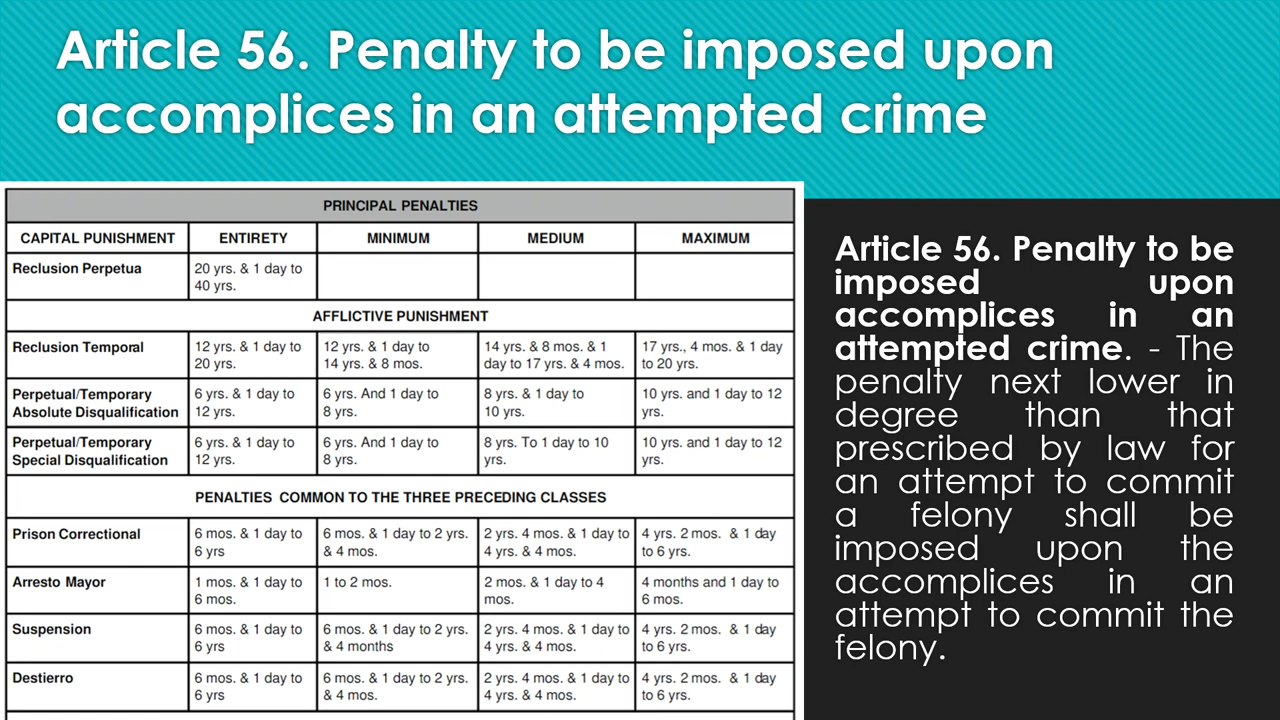 Article 56. Penalty to be imposed upon
accomplices in an attempted crime
PRINCIPAL PENALTIES
CAPITAL PUNISHMENT ENTIRETY MINIMUM MEDIUM MAXIMUM
Reclusion Perpetua 20 yrs. & 1 day to
40 yrs.
AFFLICTIVE PUNISHMENT
Reclusion Temporal 12 yrs. & 1 day to 12 yrs. & 1 day to 14 yrs. & 8 mos. & 1 17 yrs., 4 mos. & 1 day
20 yrs. 14 yrs. & 8 mos. day to 17 yrs. & 4 mos. to 20 yrs.
Perpetual/Temporary 6 yrs. & 1 day to 6 yrs. And 1 day to 8 yrs. & 1 day to 10 yrs. and 1 day to 12
Absolute Disqualification 12 yrs. 8 yrs. 10 yrs. yrs.
Perpetual/Temporary 6 yrs. & 1 day to 6 yrs. And 1 day to 8 yrs. To 1 day to 10 10 yrs. and 1 day to 12
Special Disqualification 12 yrs. 8 yrs. yrs. yrs.
PENALTIES COMMON TO THE THREE PRECEDING CLASSES
Prison Correctional 6 mos. & 1 day to 6 mos. & 1 day to 2 yrs. 2 yrs. 4 mos. & 1 day to 4 yrs. 2 mos. & 1 day
6 yrs & 4 mos. 4 yrs. & 4 mos. to 6 yrs.
Arresto Mayor 1 mos. & 1 day to 1 to 2 mos. 2 mos. & 1 day to 4 4 months and 1 day to
6 mos. mos. 6 mos.
Suspension 6 mos. & 1 day to 6 mos. & 1 day to 2 yrs. 2 yrs. 4 mos. & 1 day to 4 yrs. 2 mos. & 1 day
6 yrs & 4 months 4 yrs. & 4 mos. to 6 yrs.
Destierro 6 mos. & 1 day to 6 mos. & 1 day to 2 yrs. 2 yrs. 4 mos. & 1 day to 4 yrs. 2 mos. & 1 day
6 yrs & 4 mos. 4 yrs. & 4 mos. to 6 yrs.
Article 56. Penalty to be
imposed upon
accomplices in an
attempted crime. - The
penalty next lower in
degree than that
prescribed by law for
an attempt to commit
a felony shall be
imposed upon the
accomplices in an
attempt to commit the
felony.